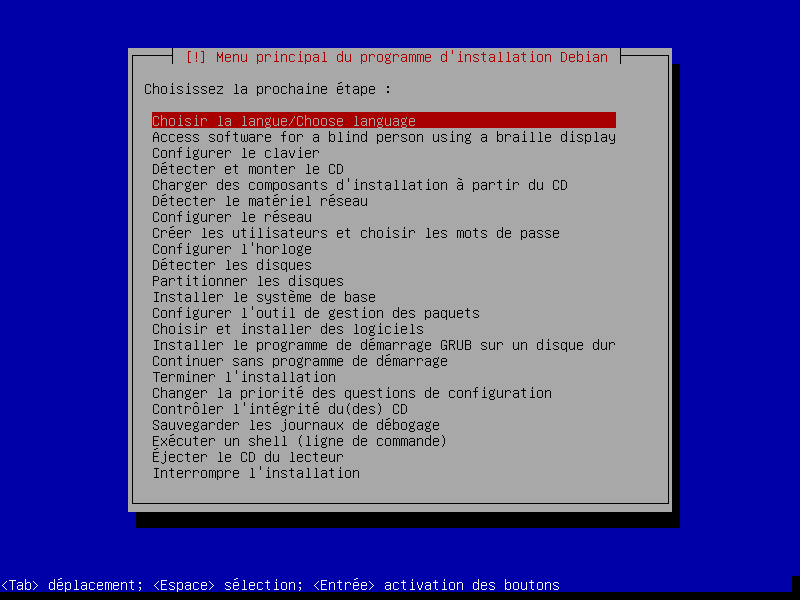 [!] Menu principal du programme d'installation Debian
Choisissez la prochaine étape :
Choisir la langue/Choose language
Access software for a blind person using a braille display
Configurer le clavier
Détecter et monter le CD
Charger des composants d'installation à partir du CD
Détecter le matériel réseau
Configurer le réseau
Créer les utilisateurs et choisir les mots de passe
Configurer l'horloge
Détecter les disques
Partitionner les disques
Installer le système de base
Configurer l'outil de gestion des paquets
Choisir et installer des logiciels
Installer le programme de démarrage GRUB sur un disque dur
Continuer sans programme de démarrage
Terminer l'installation
Changer la priorité des questions de configuration
Contrôler l'intégrité du(des) CD
Sauvegarder les journaux de débogage
Exécuter un shell (ligne de commande)
Éjecter le CD du lecteur
Interrompre l'installation
<Tab> déplacement; <Espace> sélection; <Entrée> activation des boutons